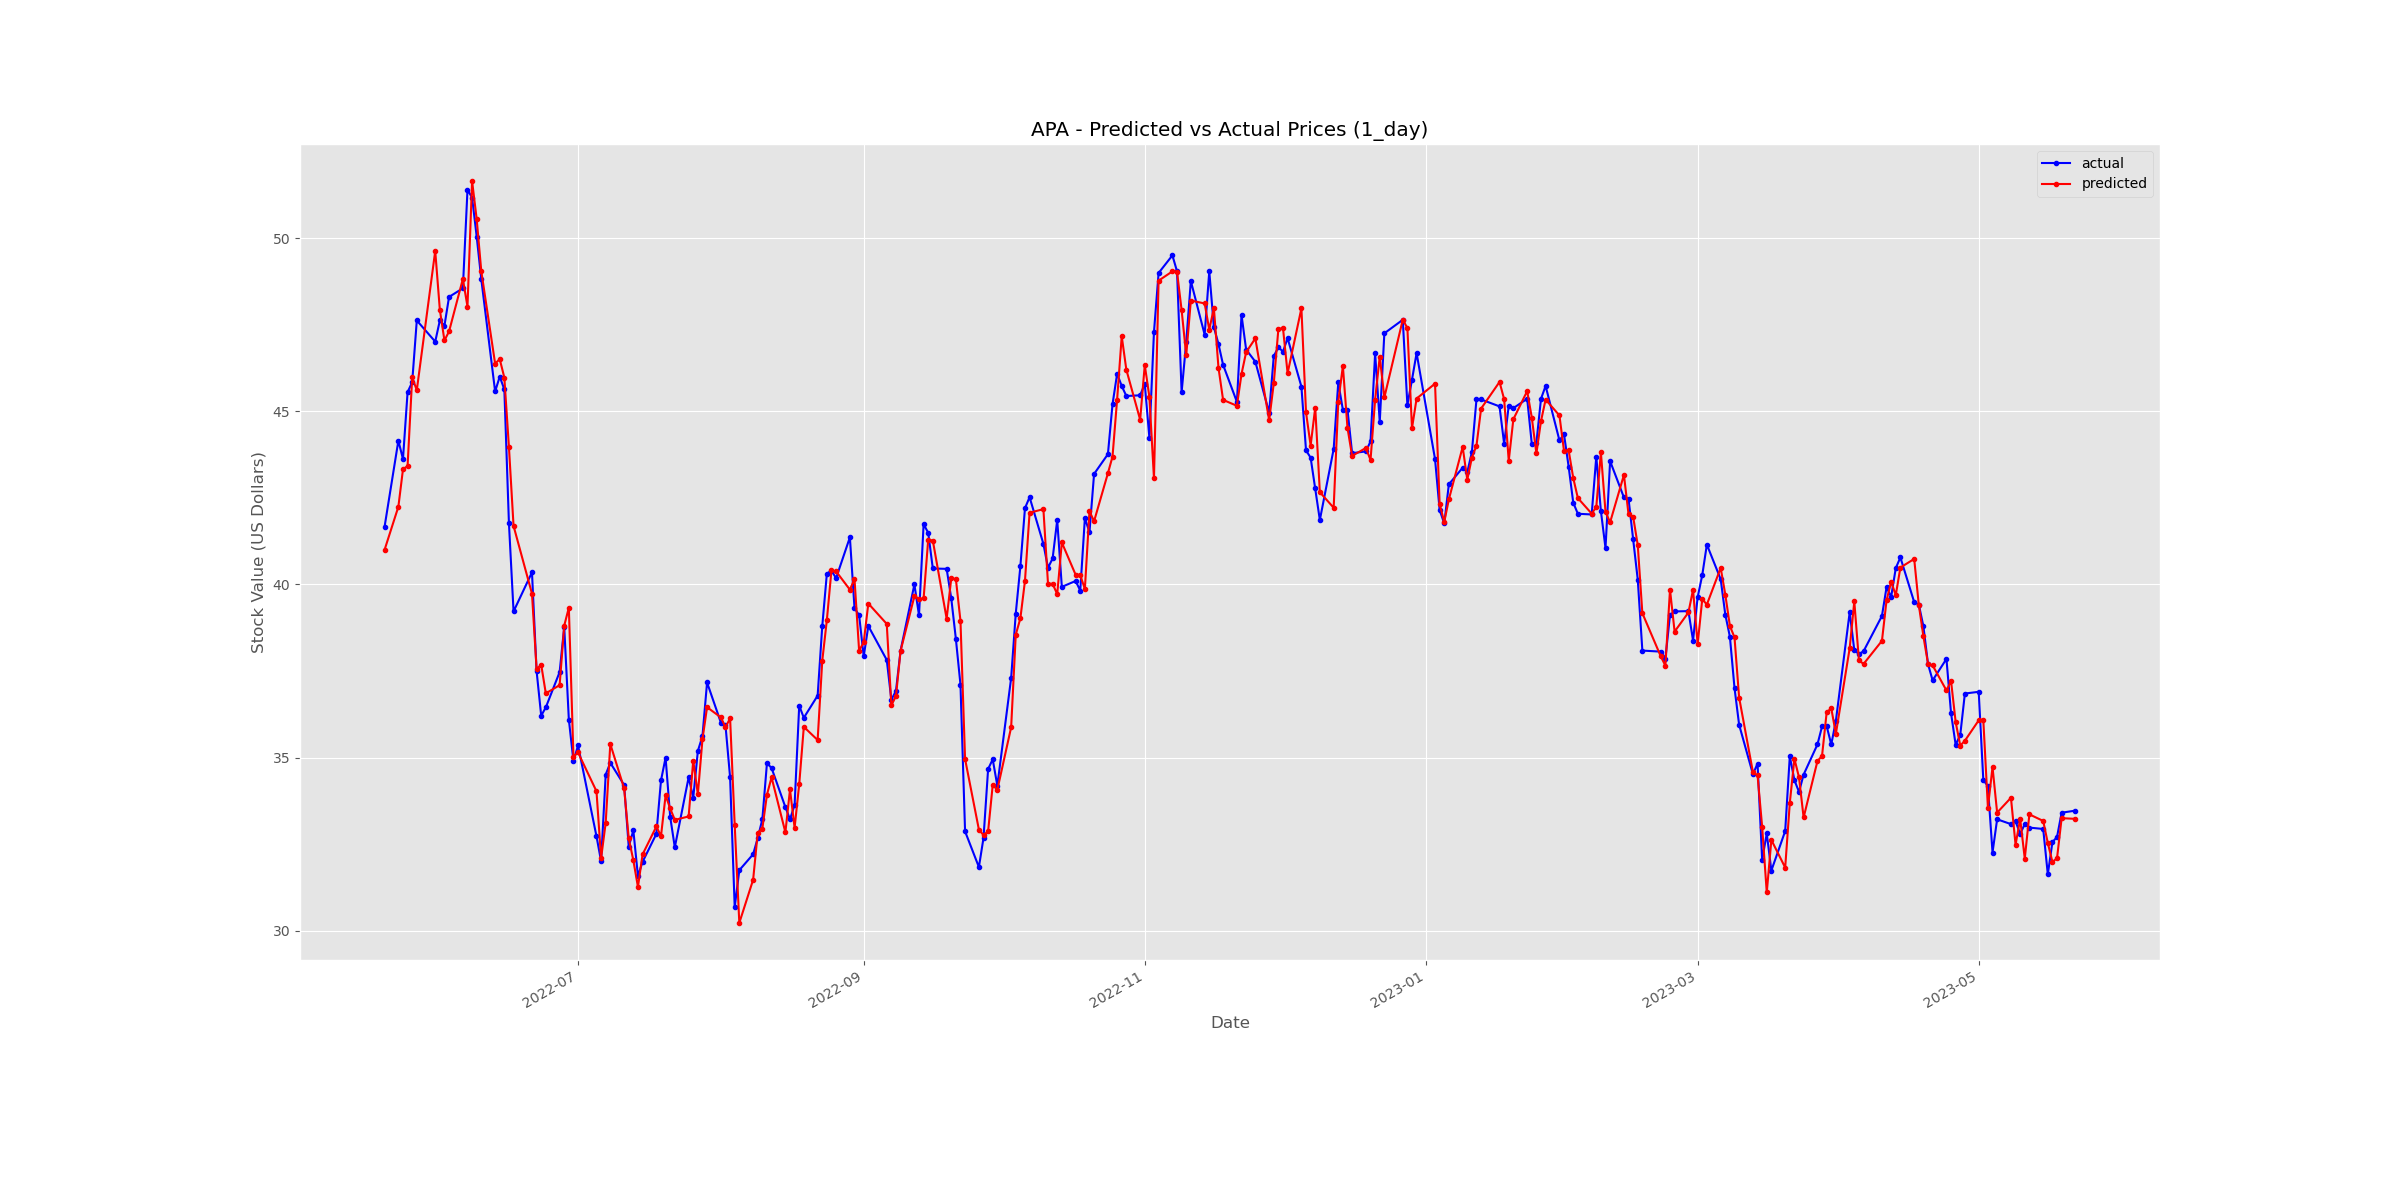 APA - Predicted vs Actual Prices (1_day)
actual
predicted
Stock Value (US Dollars)
50
45
40
35
30
2022-07
2022-09
2022-11
2023-01
2023-03
2023-05
Date